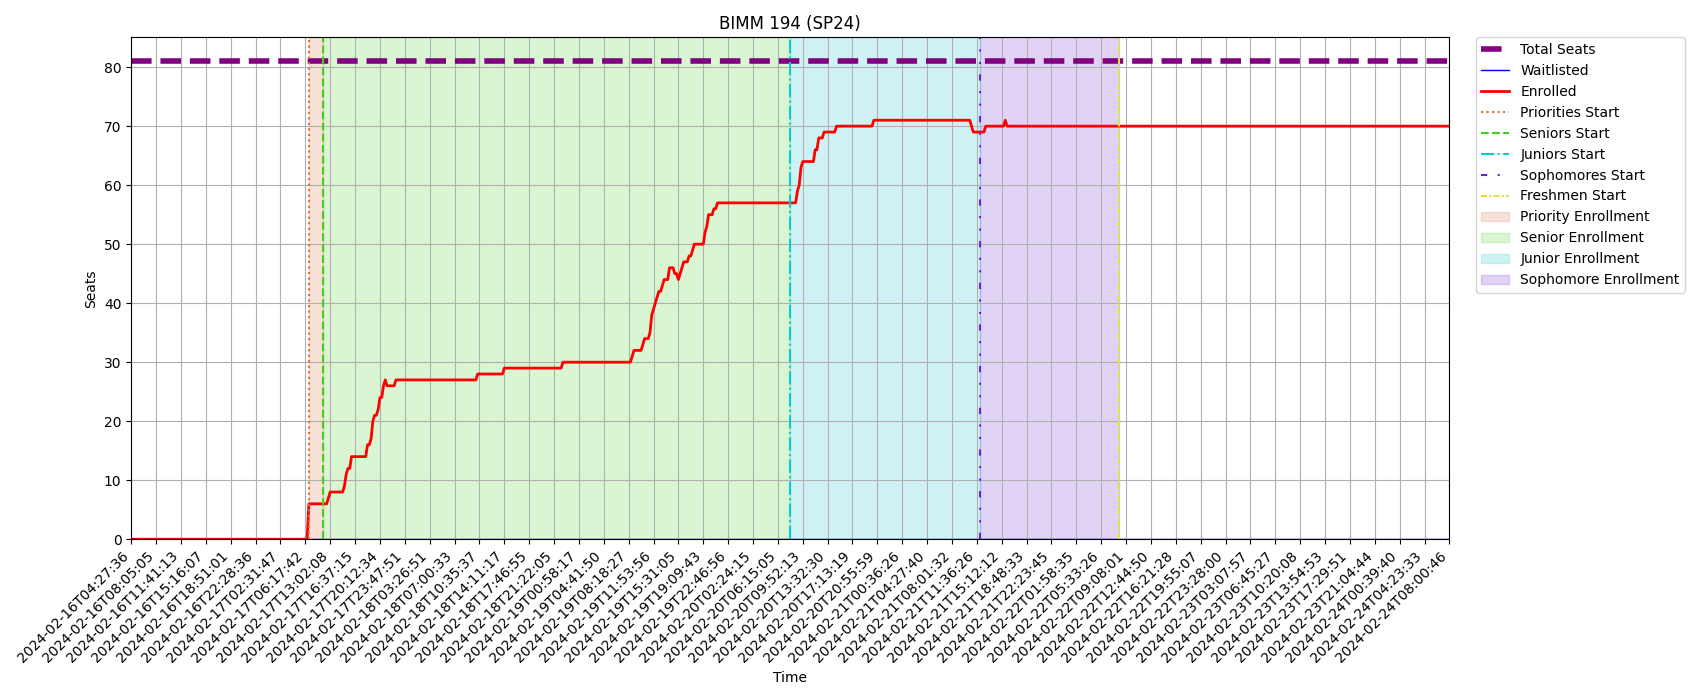 BIMM 194 (SP24)
Total Seats
Waitlisted
Enrolled
Priorities Start
Seniors Start
Juniors Start
Sophomores Start
Freshmen Start
Priority Enrollment
Senior Enrollment
Junior Enrollment
Sophomore Enrollment
Seats
80
70
60
50
40
30
20
10
0
2024-02-16T04:27:36
2024-02-16T08:05:05
2024-02-16T11:41:13
2024-02-16T15:16:07
2024-02-16T18:51:01
2024-02-16T22:28:36
2024-02-17T02:31:47
2024-02-17T06:17:42
2024-02-17T13:02:08
2024-02-17T16:37:15
2024-02-17T20:12:34
2024-02-17T23:47:51
2024-02-18T03:26:51
2024-02-18T07:00:33
2024-02-18T10:35:37
2024-02-18T14:11:17
2024-02-18T17:46:55
2024-02-18T21:22:05
2024-02-19T00:58:17
2024-02-19T04:41:50
2024-02-19T08:18:27
2024-02-19T11:53:56
2024-02-19T15:31:05
2024-02-19T19:09:43
2024-02-19T22:46:56
2024-02-20T02:24:15
2024-02-20T06:15:05
2024-02-20T09:52:13
2024-02-20T13:32:30
2024-02-20T17:13:19
2024-02-20T20:55:59
2024-02-21T00:36:26
2024-02-21T04:27:40
2024-02-21T08:01:32
2024-02-21T11:36:26
2024-02-21T15:12:12
2024-02-21T18:48:33
2024-02-21T22:23:45
2024-02-22T01:58:35
2024-02-22T05:33:26
2024-02-22T09:08:01
2024-02-22T12:44:50
2024-02-22T16:21:28
2024-02-22T19:55:07
2024-02-22T23:28:00
2024-02-23T03:07:57
2024-02-23T06:45:27
2024-02-23T10:20:08
2024-02-23T13:54:53
2024-02-23T17:29:51
2024-02-23T21:04:44
2024-02-24T00:39:40
2024-02-24T04:23:33
2024-02-24T08:00:46
Time